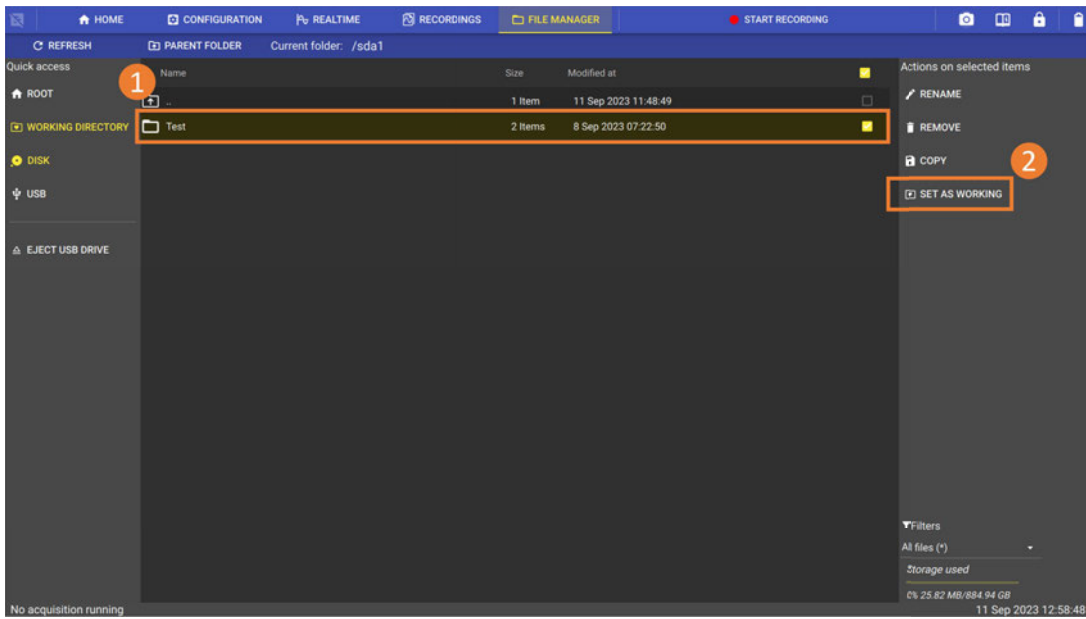 HOME CONFIGURATION REALTIME RECORDINGS FILE MANAGER START RECORDING
REFRESH PARENT FOLDER Current folder: /sda1
Quick access
ROOT
WORKING DIRECTORY
DISK
USB
EJECT USB DRIVE
1
Name Size Modified at
.. 1 Item 11 Sep 2023 11:48:49
Test 2 Items 8 Sep 2023 07:22:50
Actions on selected items
RENAME
REMOVE
COPY
2
SET AS WORKING
Filters
All files (*)
Storage used
0% 25.82 MB/884.94 GB
No acquisition running 11 Sep 2023 12:58:48